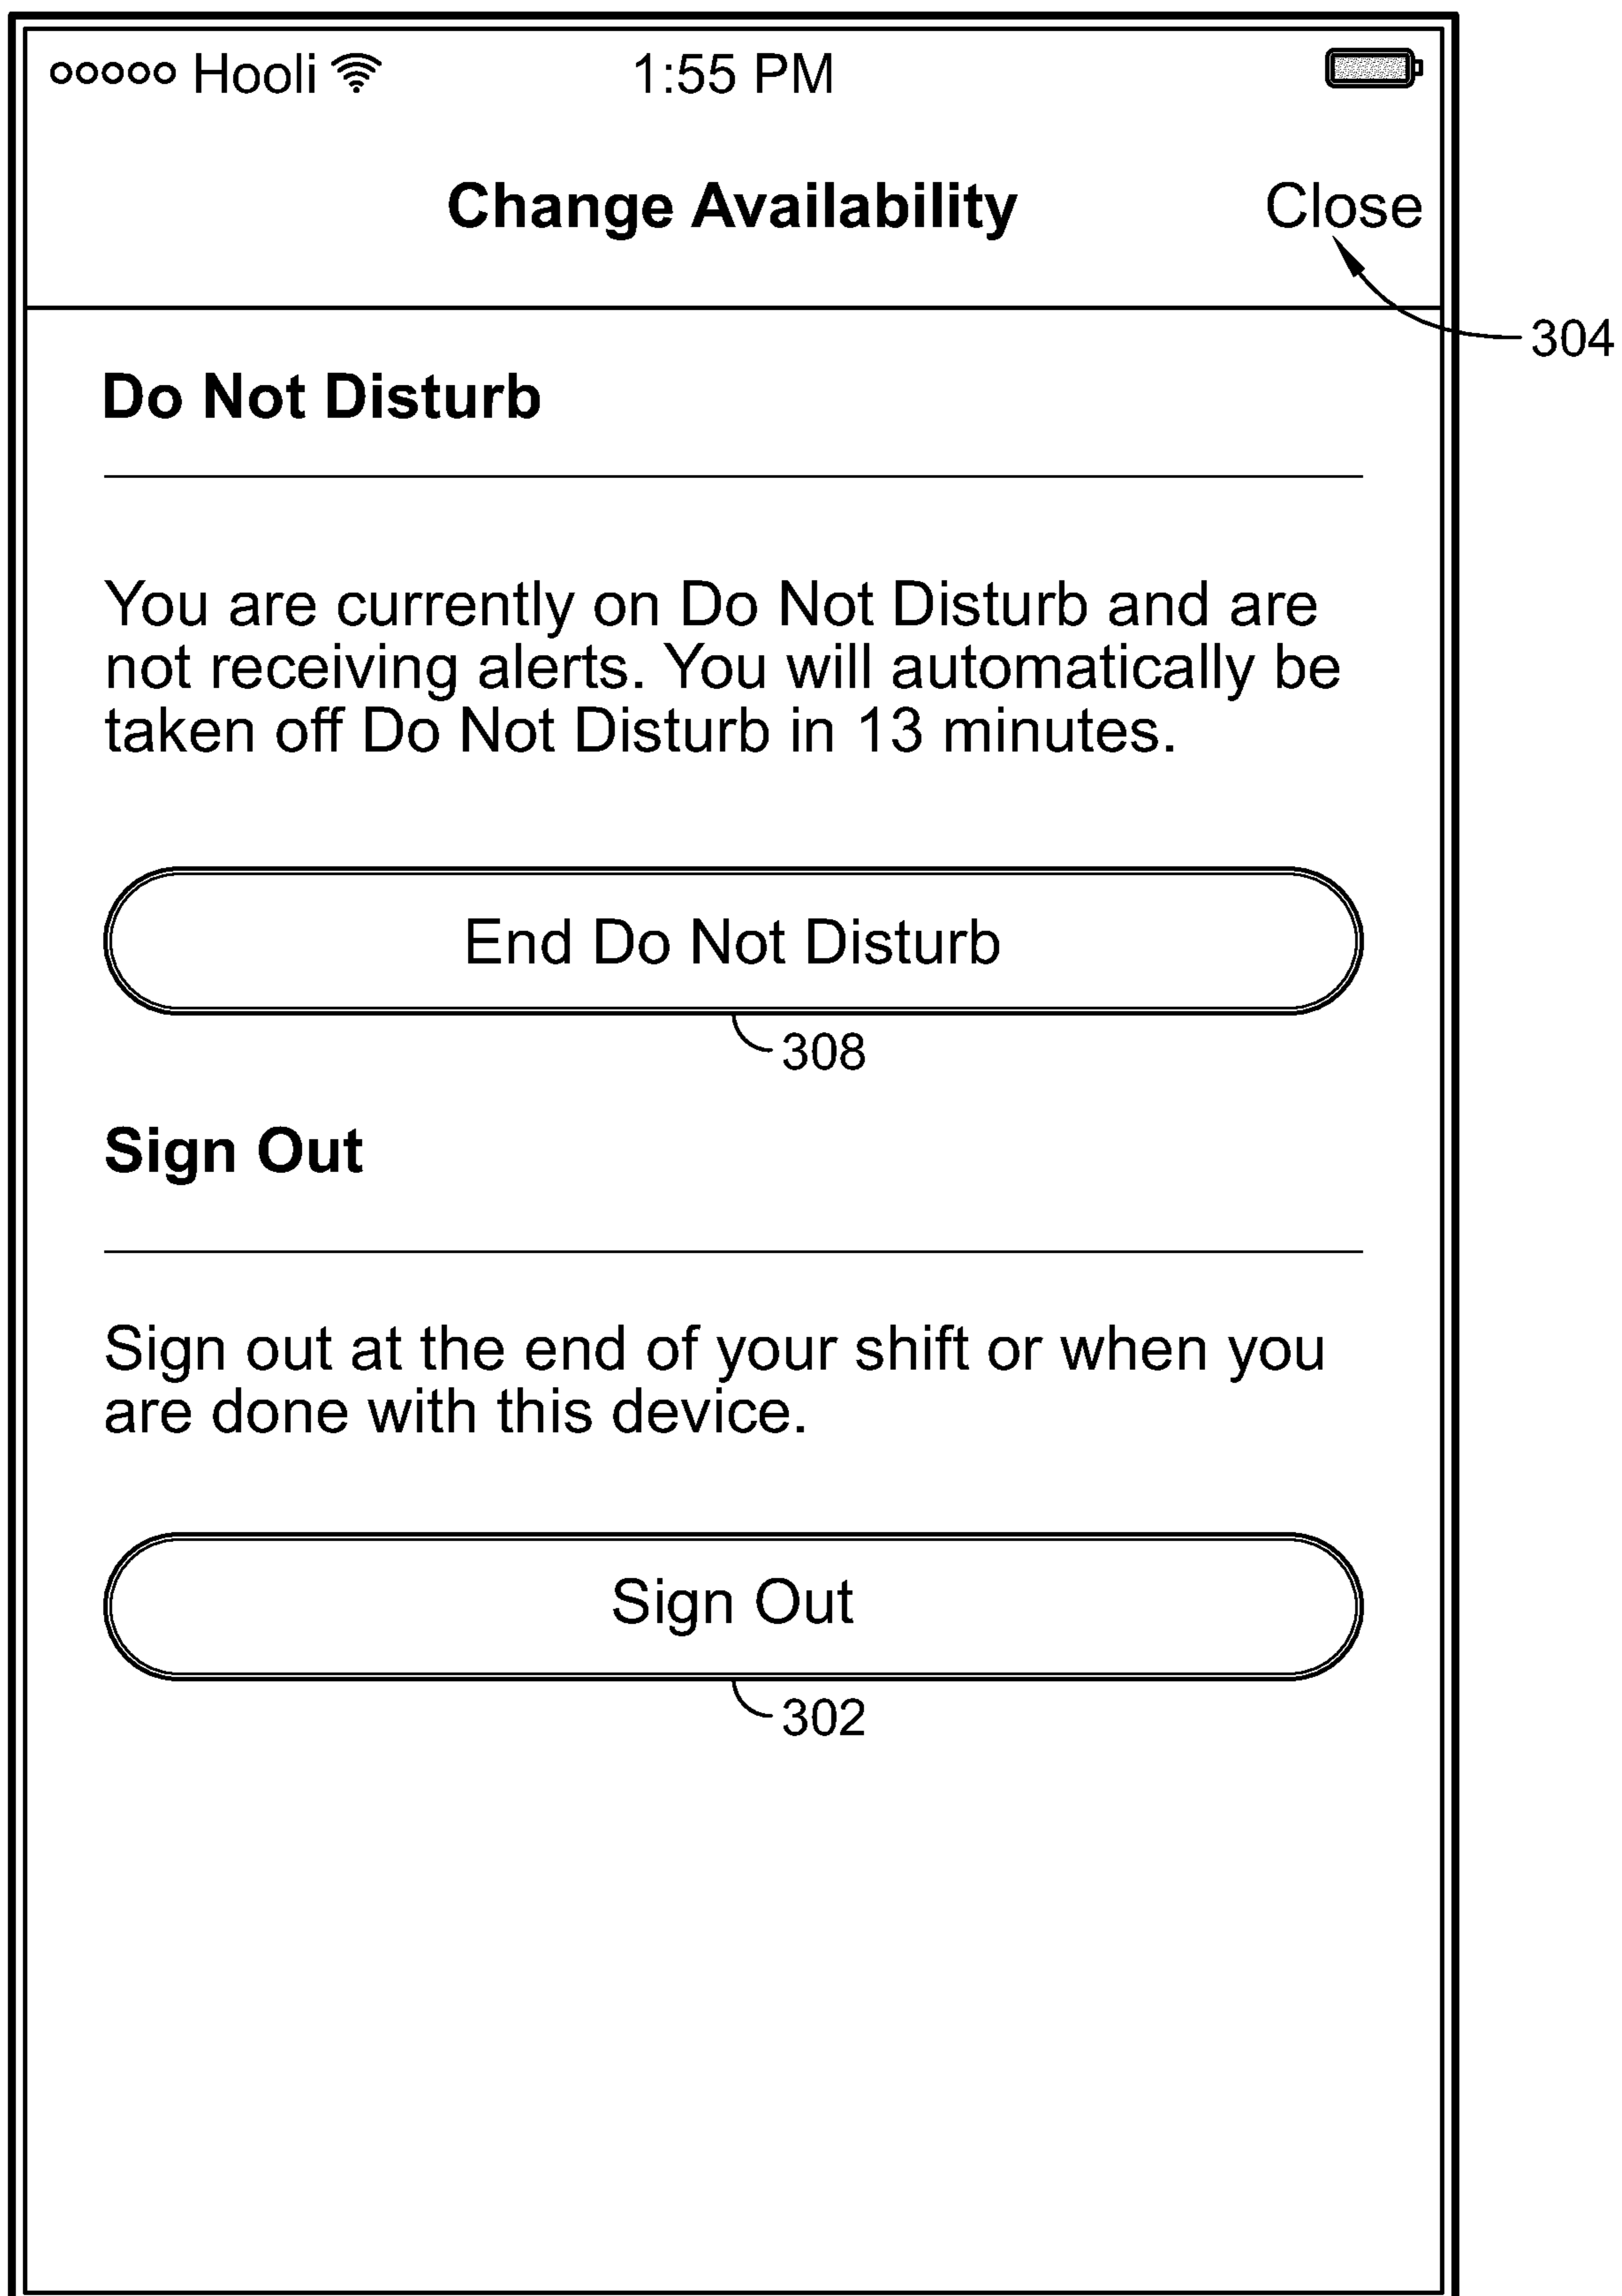 Hooli 1:55 PM
Change Availability Close
304
Do Not Disturb
You are currently on Do Not Disturb and are
not receiving alerts. You will automatically be
taken off Do Not Disturb in 13 minutes.
End Do Not Disturb
308
Sign Out
Sign out at the end of your shift or when you
are done with this device.
Sign Out
302